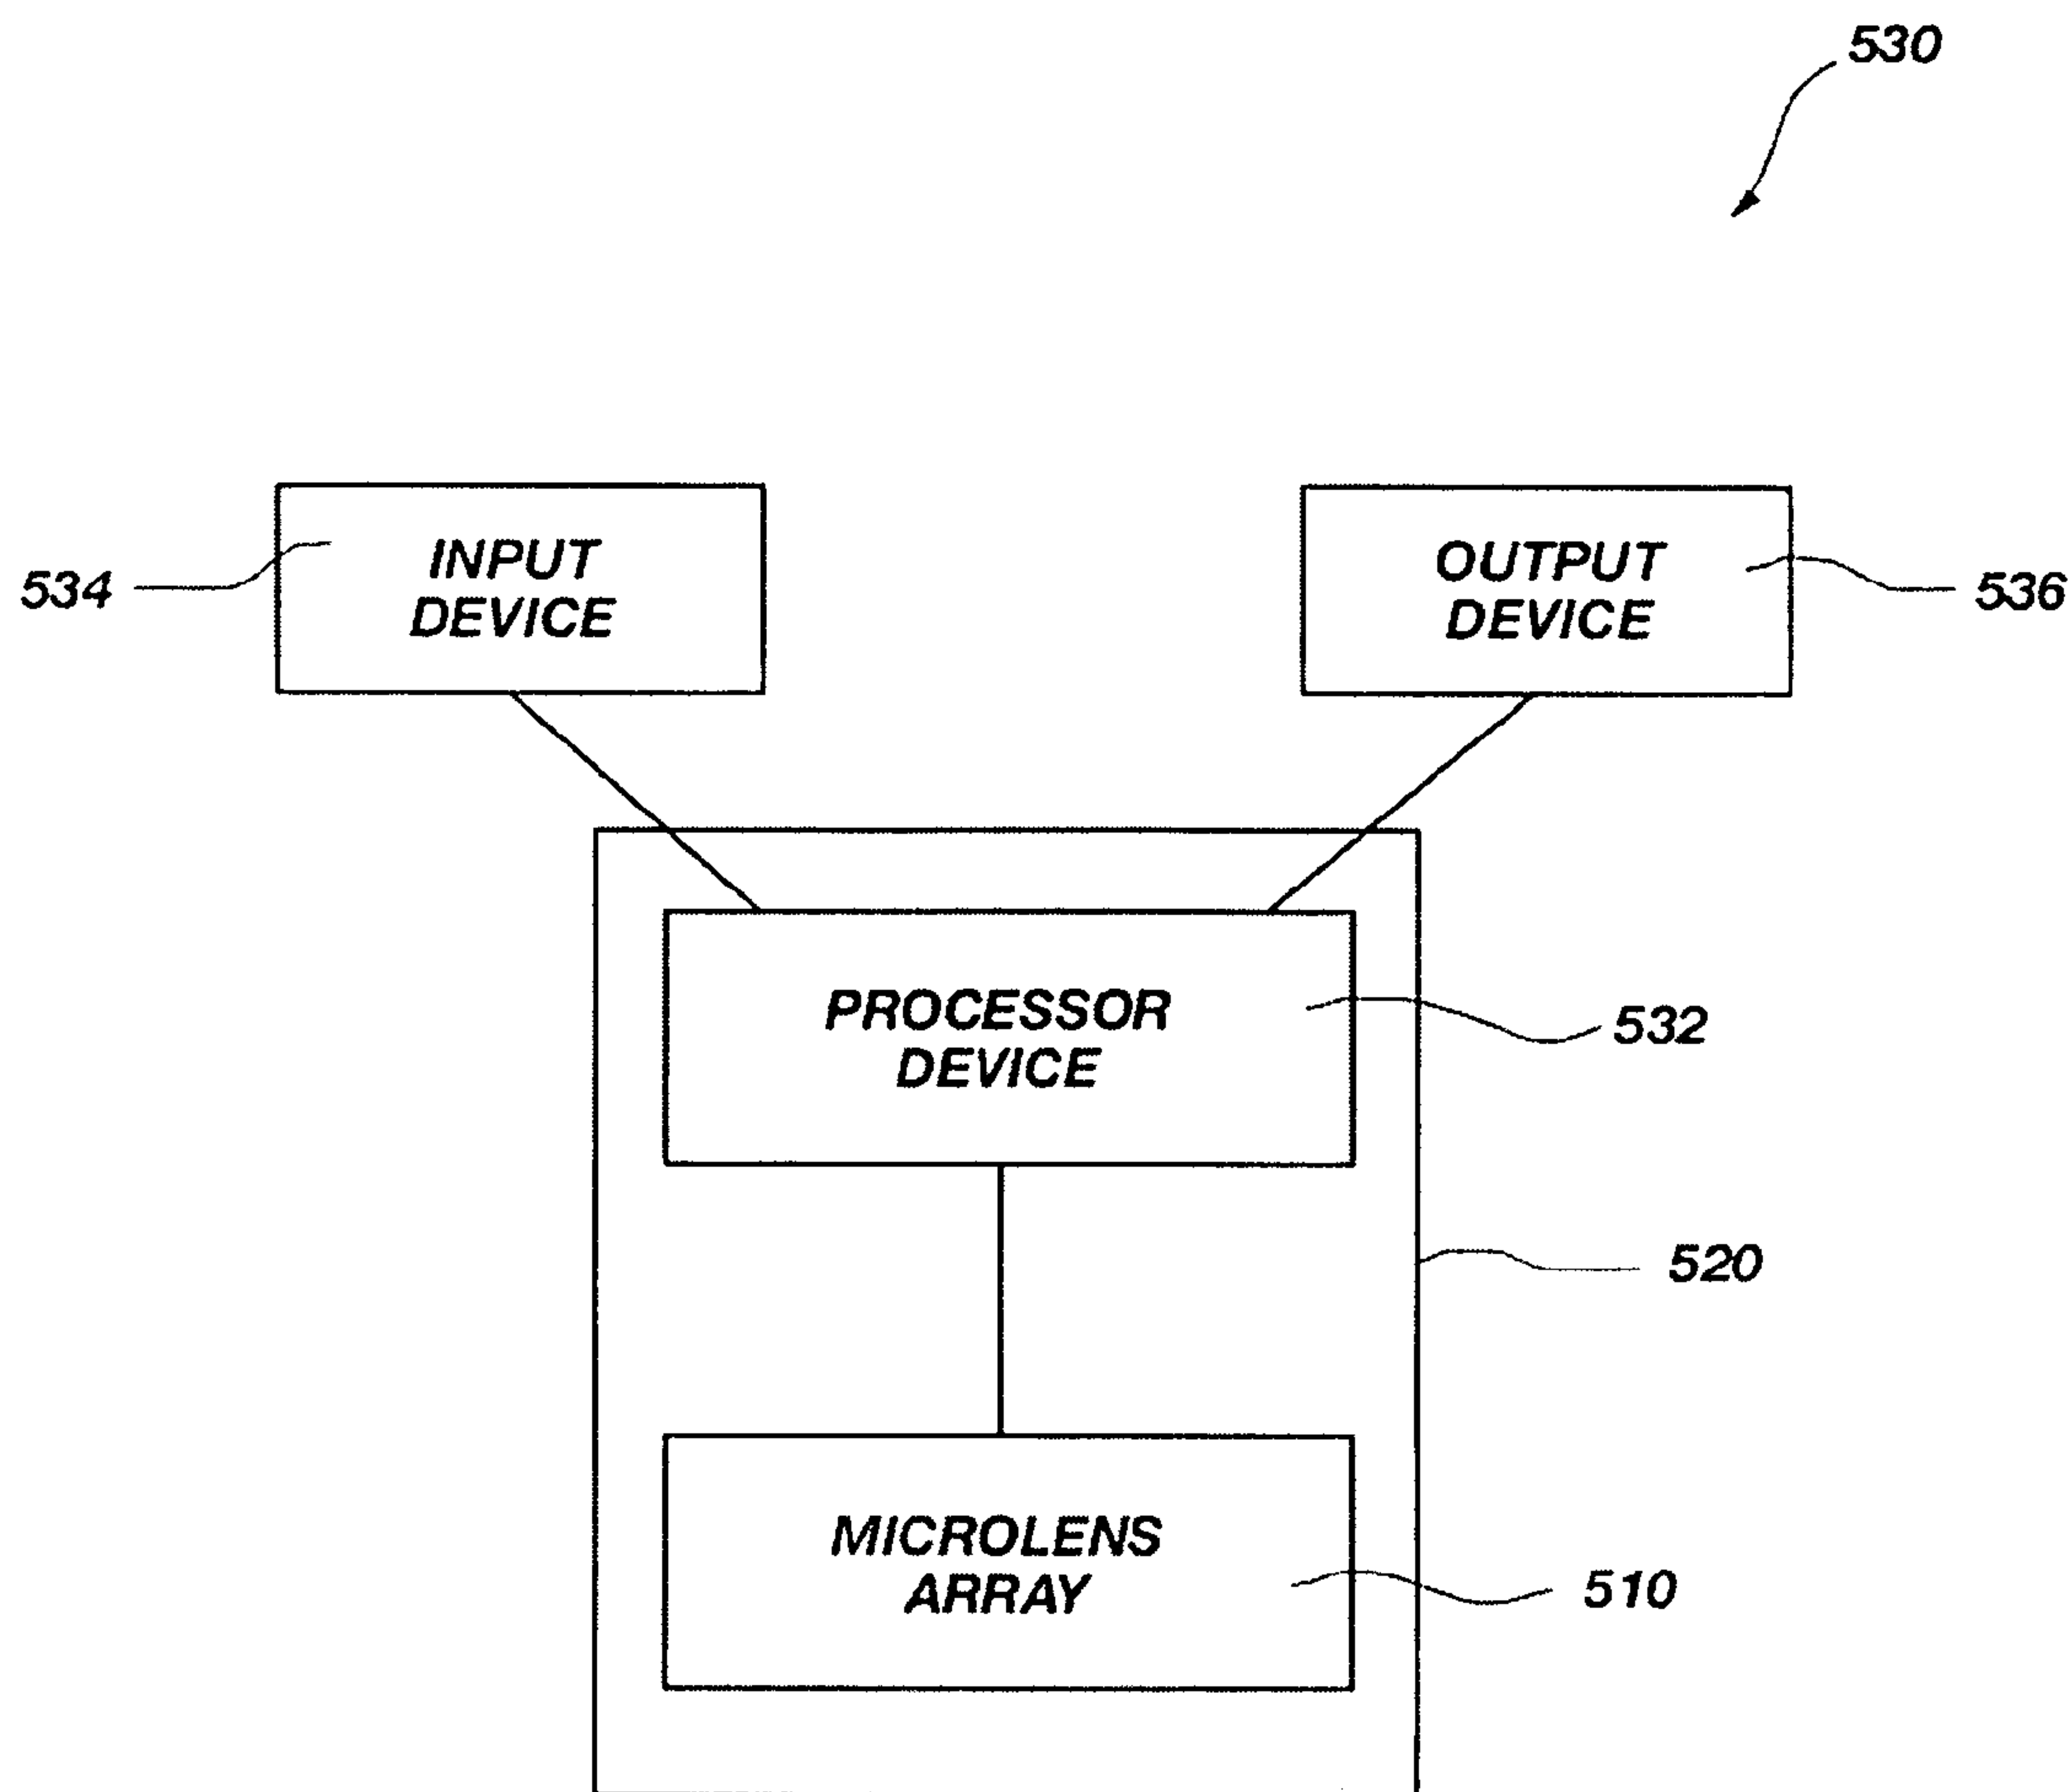 530
INPUT
DEVICE
534
OUTPUT
DEVICE
536
PROCESSOR
DEVICE
532
520
MICROLENS
ARRAY
510